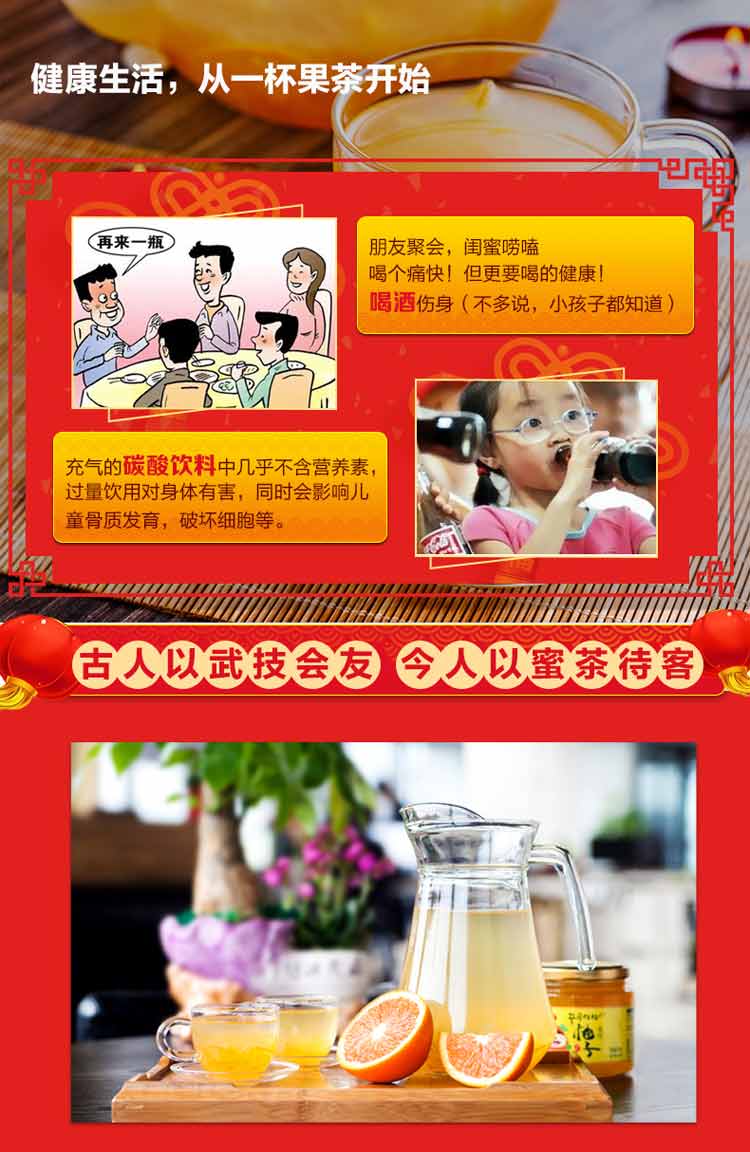 健康生活，从一杯果茶开始
再来一瓶
朋友聚会，闺蜜唠嗑
喝个痛快！但更要喝的健康！
喝酒伤身（不多说，小孩子都知道）
充气的碳酸饮料中几乎不含营养素，
过量饮用对身体有害，同时会影响儿
童骨质发育，破坏细胞等。
古人以武技会友 今人以蜜茶待客
柚子